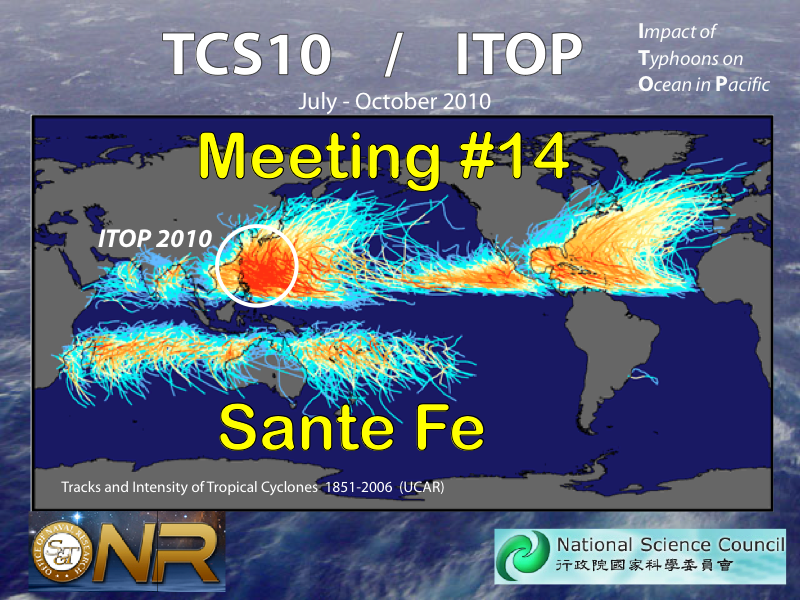 TCS10 / ITOP
Impact of
Typhoons on
Ocean in Pacific
July - October 2010
Meeting #14
ITOP 2010
Sante Fe
Tracks and Intensity of Tropical Cyclones 1851-2006 (UCAR)
OFFICE OF NAVAL RESEARCH
S&T
ONR
National Science Council
行政院國家科學委員會